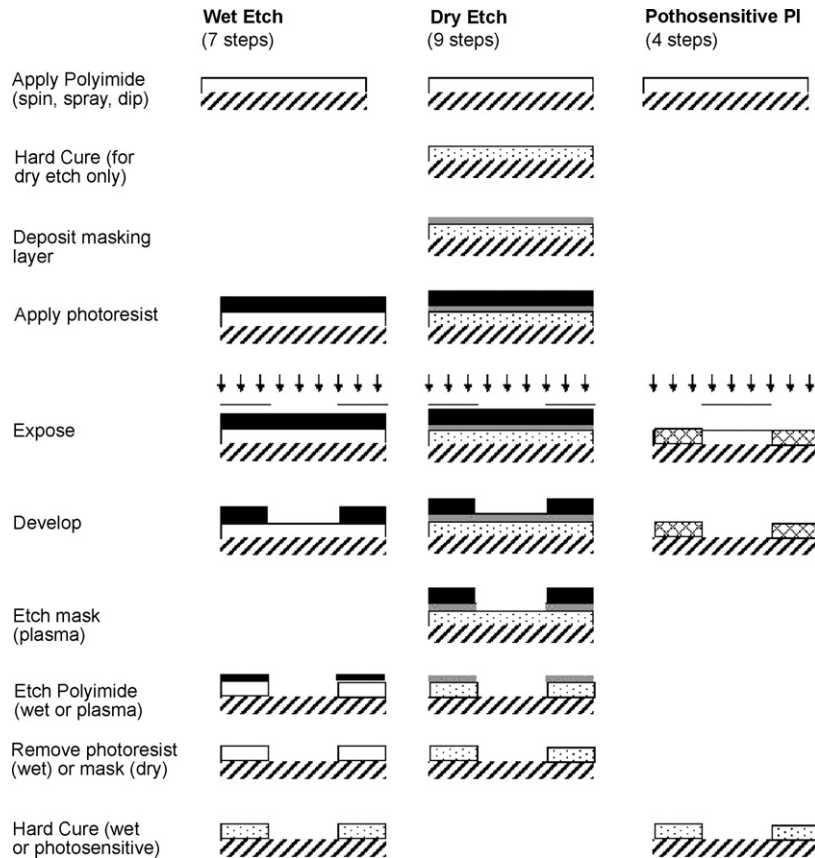 Wet Etch
(7 steps)
Dry Etch
(9 steps)
Pothosensitive PI
(4 steps)
Apply Polyimide
(spin, spray, dip)
Hard Cure (for
dry etch only)
Deposit masking
layer
Apply photoresist
Expose
Develop
Etch mask
(plasma)
Etch Polyimide
(wet or plasma)
Remove photoresist
(wet) or mask (dry)
Hard Cure (wet
or photosensitive)